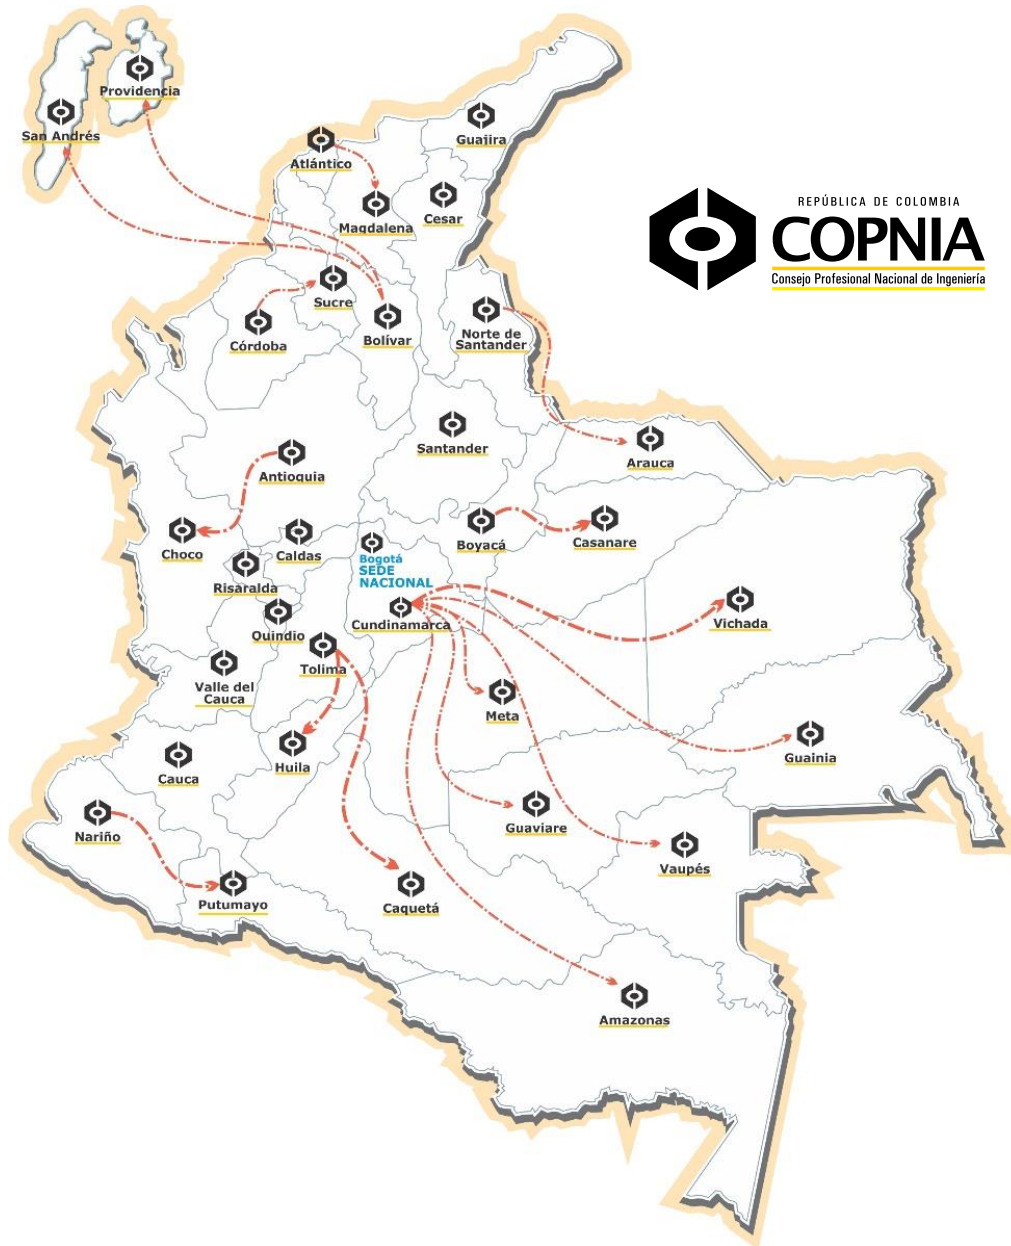 Providencia
San Andrés
Guajira
Atlántico
Magdalena
Cesar
REPÚBLICA DE COLOMBIA
COPNIA
Consejo Profesional Nacional de Ingeniería
Sucre
Córdoba
Bolívar
Norte de
Santander
Santander
Arauca
Antioquia
Choco
Caldas
Boyacá
Casanare
Bogotá
SEDE
NACIONAL
Risaralda
Quindio
Cundinamarca
Vichada
Tolima
Valle del
Cauca
Meta
Huila
Cauca
Guainia
Nariño
Guaviare
Vaupés
Putumayo
Caquetá
Amazonas